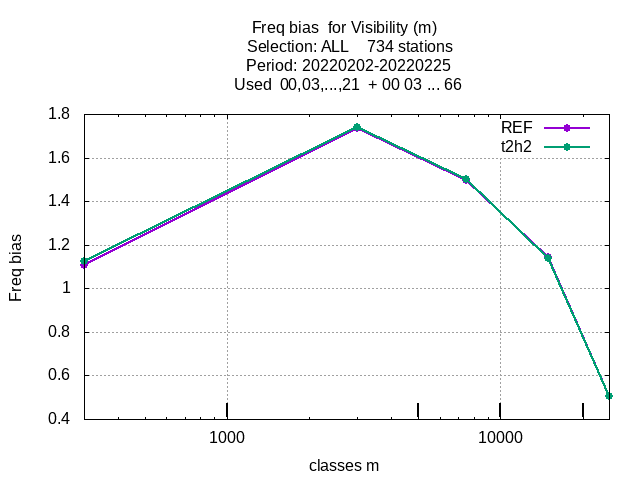 Freq bias  for Visibility (m)
Selection: ALL    734 stations
Period: 20220202-20220225
Used  00,03,...,21  + 00 03 ... 66
REF
t2h2
1.8
1.6
1.4
1.2
1
0.8
0.6
0.4
Freq bias
1000
10000
classes m